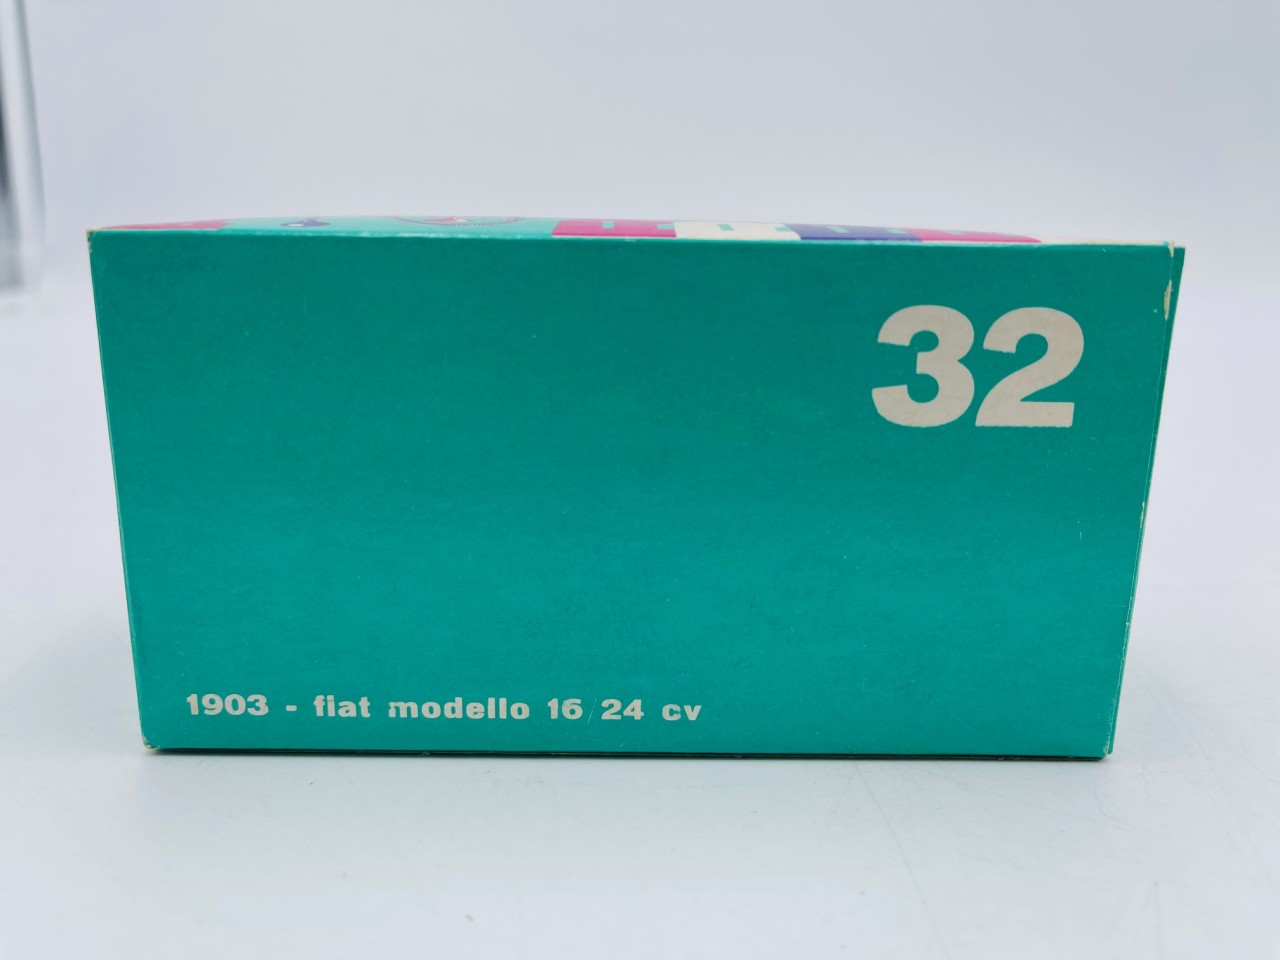 32
1903 - fiat modello 16/24 cv